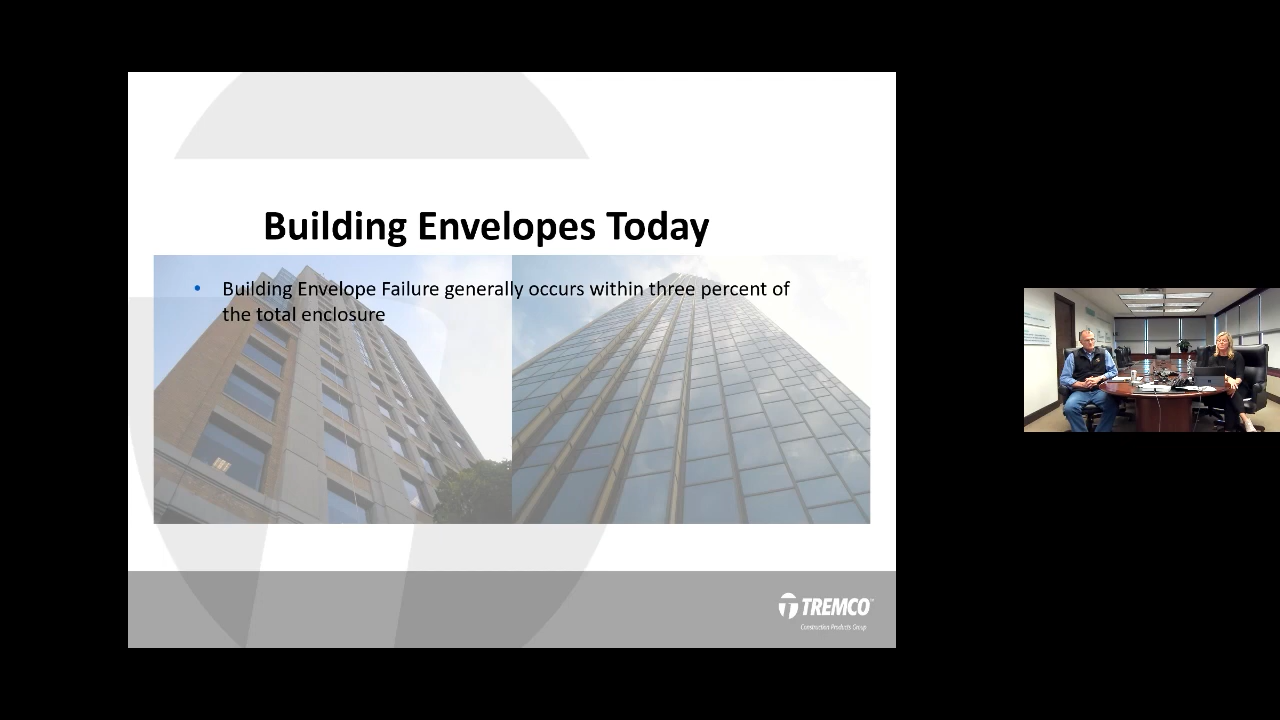 Building Envelopes Today
• Building Envelope Failure generally occurs within three percent of
the total enclosure
TREMCO
Construction Products Group